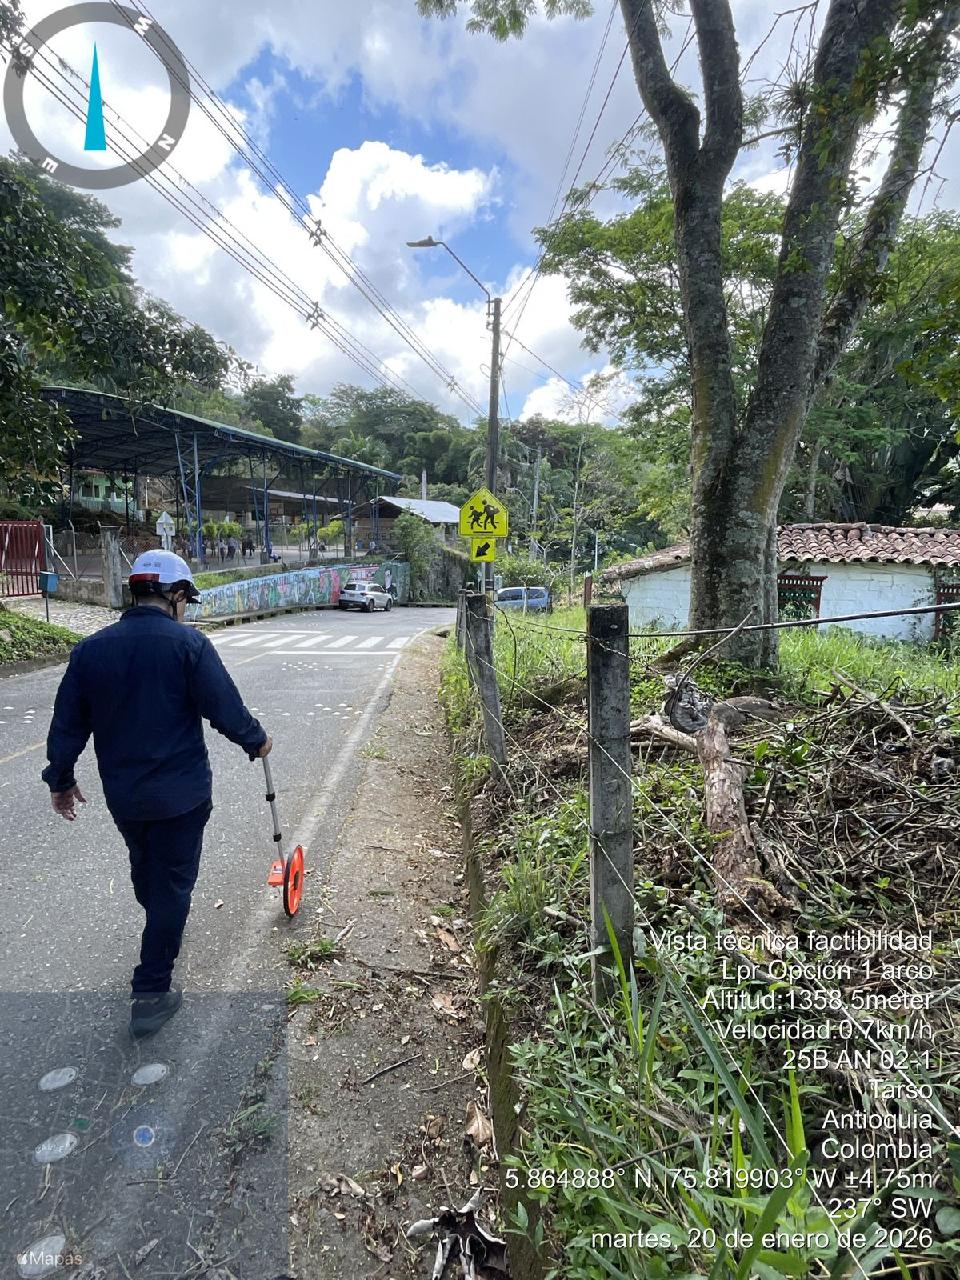 S
W
N
E
Vista técnica factibilidad
Lpr Opción 1 arco
Altitud:1358.5meter
Velocidad:0.7km/h
25B AN 02-1
Tarso
Antioquia
Colombia
5.864888° N, 75.819903° W ±4.75m
237° SW
martes, 20 de enero de 2026
Mapas